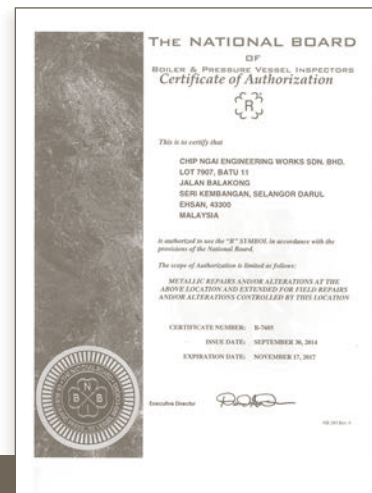 THE NATIONAL BOARD
OF
BOILER & PRESSURE VESSEL INSPECTORS
Certificate of Authorization
R
This is to certify that
CHIP NGAI ENGINEERING WORKS SDN. BHD.
LOT 7907, BATU 11
JALAN BALAKONG
SERI KEMBANGAN, SELANGOR DARUL
EHSAN, 43300
MALAYSIA
is authorized to use the "R" SYMBOL in accordance with the
provisions of the National Board.
The scope of Authorization is limited as follows:
METALLIC REPAIRS AND/OR ALTERATIONS AT THE
ABOVE LOCATION AND EXTENDED FOR FIELD REPAIRS
AND/OR ALTERATIONS CONTROLLED BY THIS LOCATION
CERTIFICATE NUMBER: R-7605
ISSUE DATE: SEPTEMBER 30, 2014
EXPIRATION DATE: NOVEMBER 17, 2017
Executive Director
N
B B